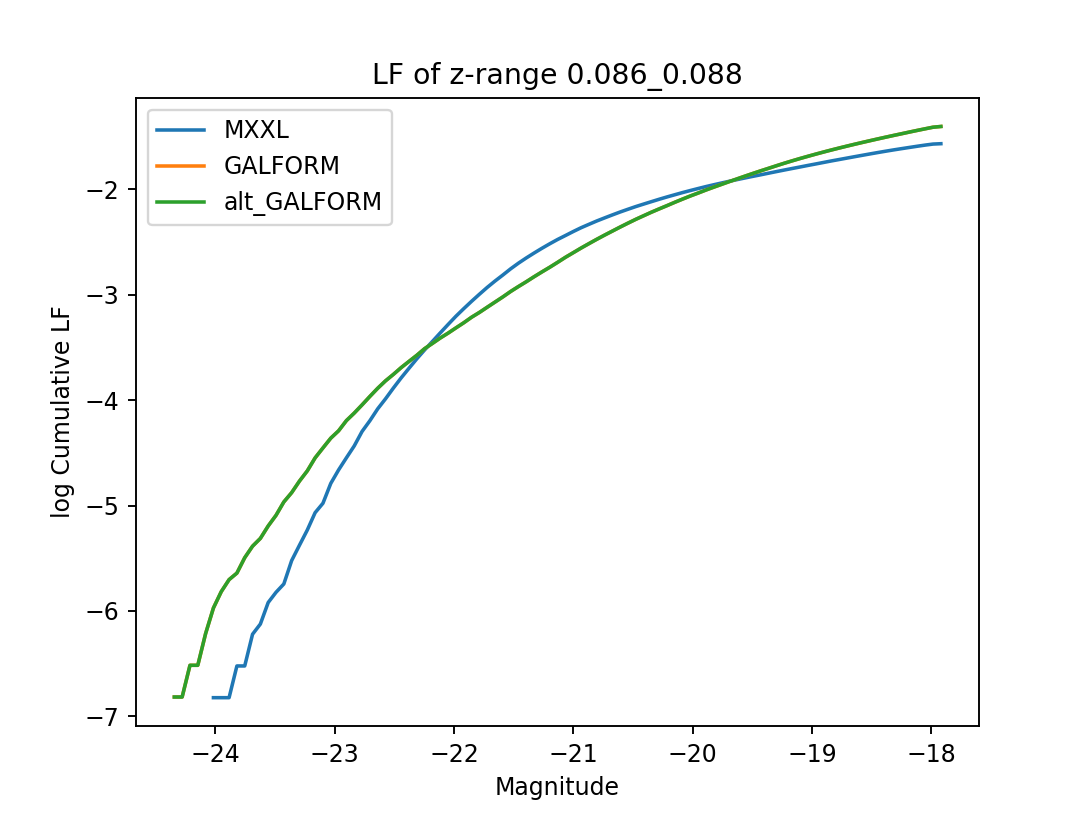 LF of z-range 0.086_0.088
MXXL
GALFORM
alt_GALFORM
−2
−3
−4
−5
−6
−7
log Cumulative LF
−24
−23
−22
−21
−20
−19
−18
Magnitude